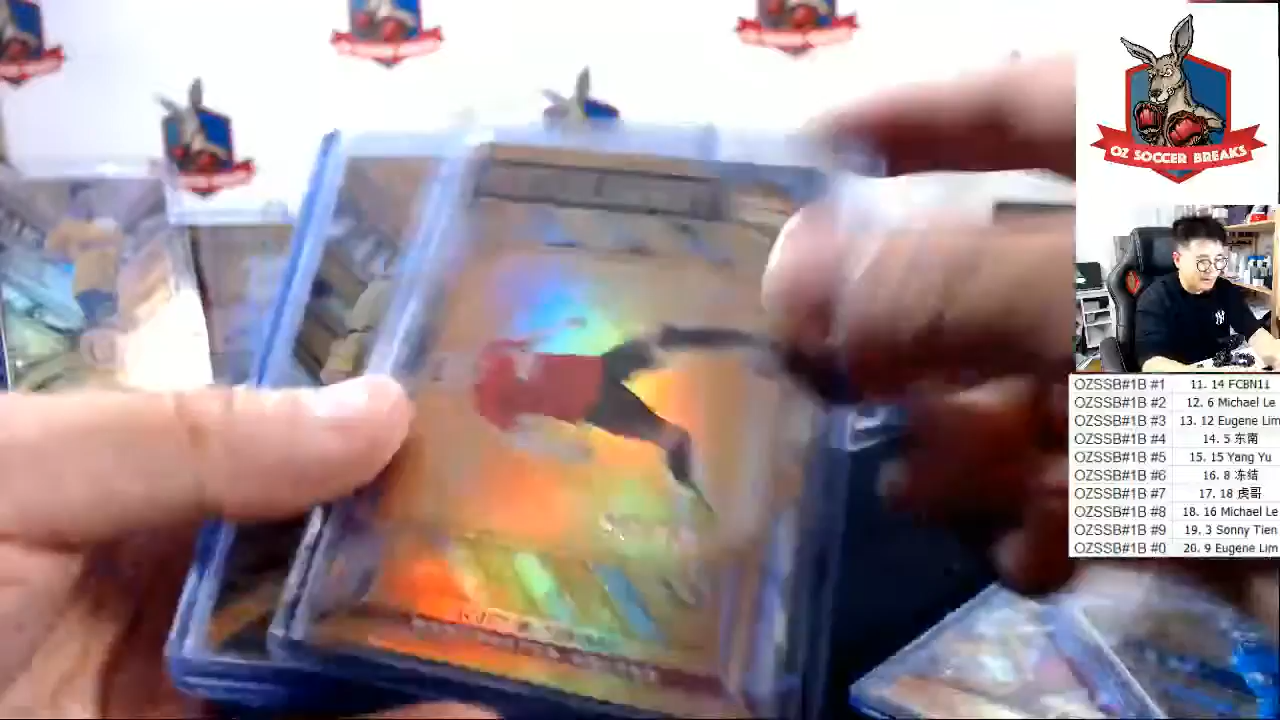 OZ SOCCER BREAKS
OZSSB#1B #1 11. 14 FCBN11
OZSSB#1B #2 12. 6 Michael Le
OZSSB#1B #3 13. 12 Eugene Lim
OZSSB#1B #4 14. 5 东南
OZSSB#1B #5 15. 15 Yang Yu
OZSSB#1B #6 16. 8 冻结
OZSSB#1B #7 17. 18 虎哥
OZSSB#1B #8 18. 16 Michael Le
OZSSB#1B #9 19. 3 Sonny Tien
OZSSB#1B #0 20. 9 Eugene Lim